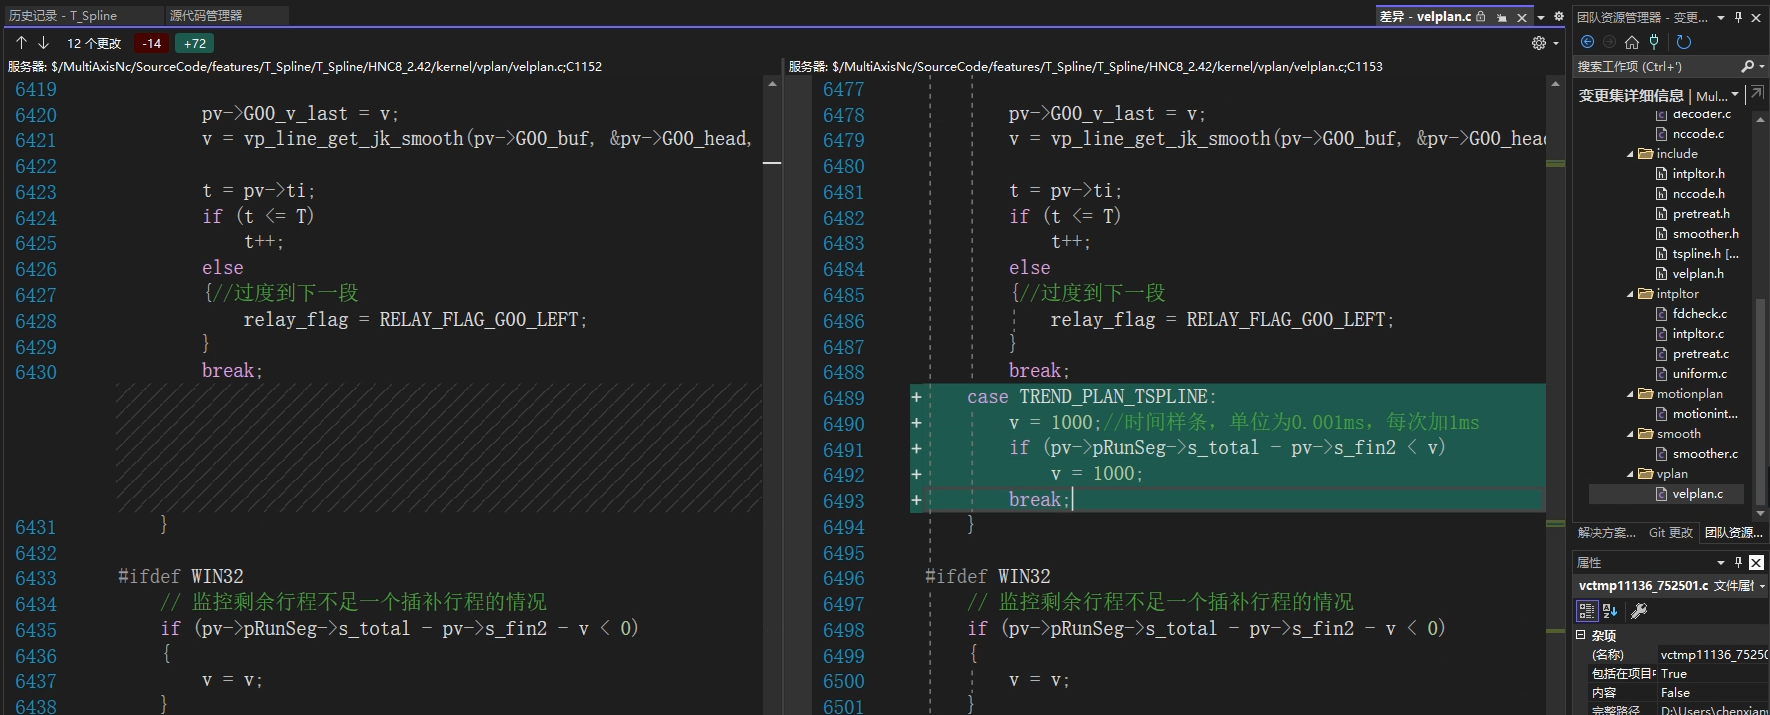 历史记录 - T_Spline
源代码管理器
差异 - velplan.c
12 个更改
-14
+72
服务器: $/MultiAxisNc/SourceCode/features/T_Spline/T_Spline/HNC8_2.42/kernel/vplan/velplan.c;C1152
6419
6420 pv->G00_v_last = v;
6421 v = vp_line_get_jk_smooth(pv->G00_buf, &pv->G00_head,
6422
6423 t = pv->ti;
6424 if (t <= T)
6425 t++;
6426 else
6427 {//过度到下一段
6428 relay_flag = RELAY_FLAG_G00_LEFT;
6429 }
6430 break;
6431 }
6432
6433 #ifdef WIN32
6434 // 监控剩余行程不足一个插补行程的情况
6435 if (pv->pRunSeg->s_total - pv->s_fin2 - v < 0)
6436 {
6437 v = v;
6438 }
服务器: $/MultiAxisNc/SourceCode/features/T_Spline/T_Spline/HNC8_2.42/kernel/vplan/velplan.c;C1153
6477
6478 pv->G00_v_last = v;
6479 v = vp_line_get_jk_smooth(pv->G00_buf, &pv->G00_head
6480
6481 t = pv->ti;
6482 if (t <= T)
6483 t++;
6484 else
6485 {//过度到下一段
6486 relay_flag = RELAY_FLAG_G00_LEFT;
6487 }
6488 break;
6489 + case TREND_PLAN_TSPLINE:
6490 + v = 1000;//时间样条，单位为0.001ms，每次加1ms
6491 + if (pv->pRunSeg->s_total - pv->s_fin2 < v)
6492 + v = 1000;
6493 + break;
6494 }
6495
6496 #ifdef WIN32
6497 // 监控剩余行程不足一个插补行程的情况
6498 if (pv->pRunSeg->s_total - pv->s_fin2 - v < 0)
6499 {
6500 v = v;
6501 }
团队资源管理器 - 变更...
搜索工作项 (Ctrl+')
变更集详细信息 | Mul...
decoder.c
nccode.c
include
intpltor.h
nccode.h
pretreat.h
smoother.h
tspline.h [...
velplan.h
intpltor
fdcheck.c
intpltor.c
pretreat.c
uniform.c
motionplan
motionint...
smooth
smoother.c
vplan
velplan.c
解决方案...
Git 更改
团队资源...
属性
vctmp11136_752501.c 文件属
杂项
(名称) vctmp11136_7525
包括在项目 True
内容 False
完整路径 D:\Users\chenxian